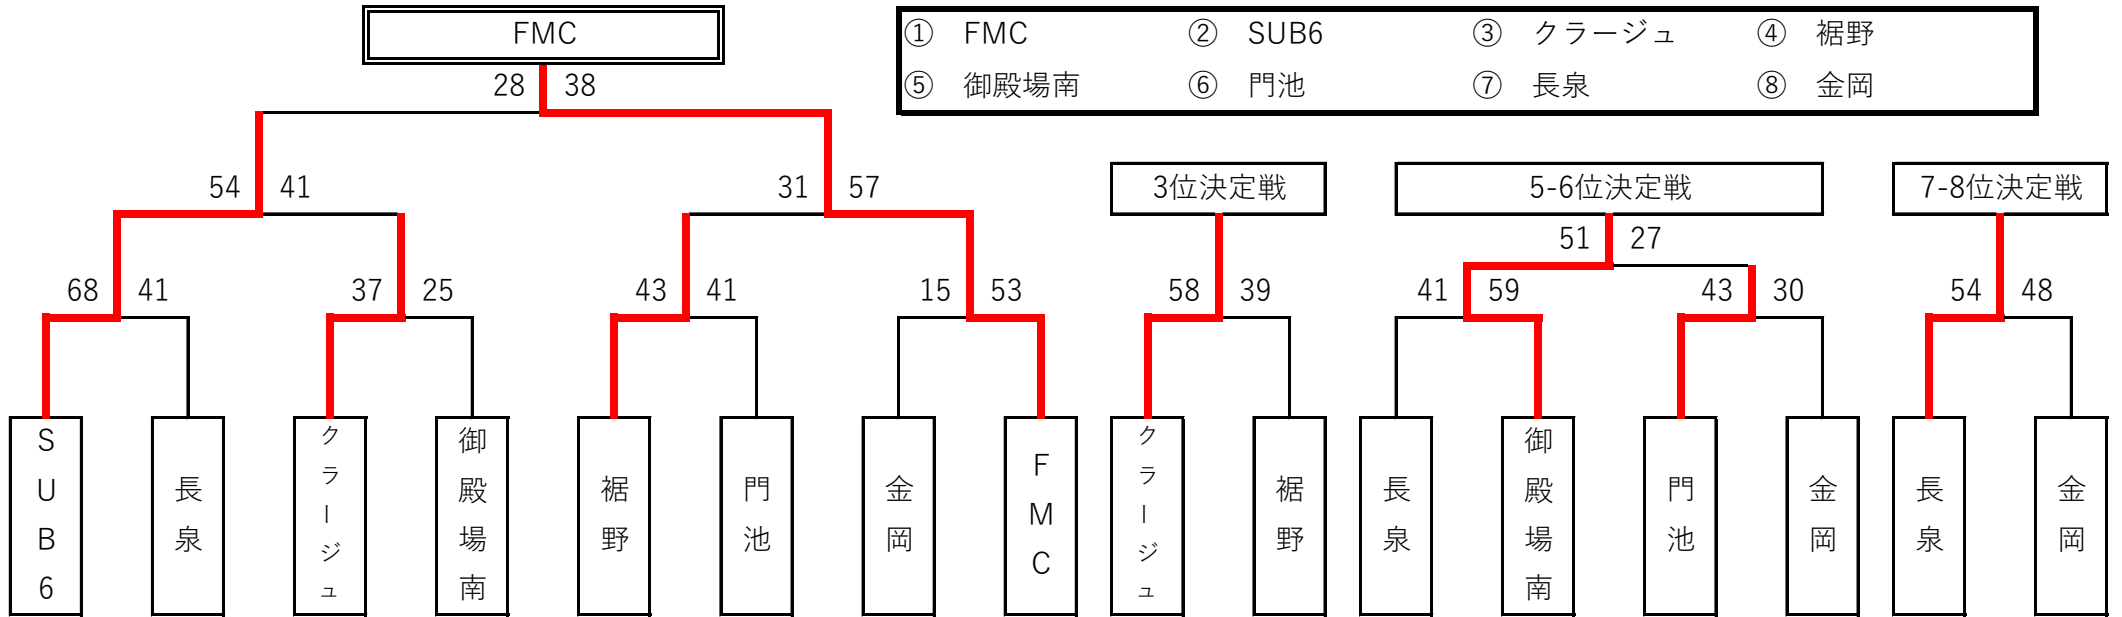 FMC
① FMC ② SUB6 ③ クラージュ ④ 裾野
⑤ 御殿場南 ⑥ 門池 ⑦ 長泉 ⑧ 金岡
28 38
54 41 31 57
3位決定戦 5-6位決定戦 7-8位決定戦
51 27
68 41 37 25 43 41 15 53 58 39 41 59 43 30 54 48
SUB6
長泉
クラージュ
御殿場南
裾野
門池
金岡
FMC
クラージュ
裾野
長泉
御殿場南
門池
金岡
長泉
金岡